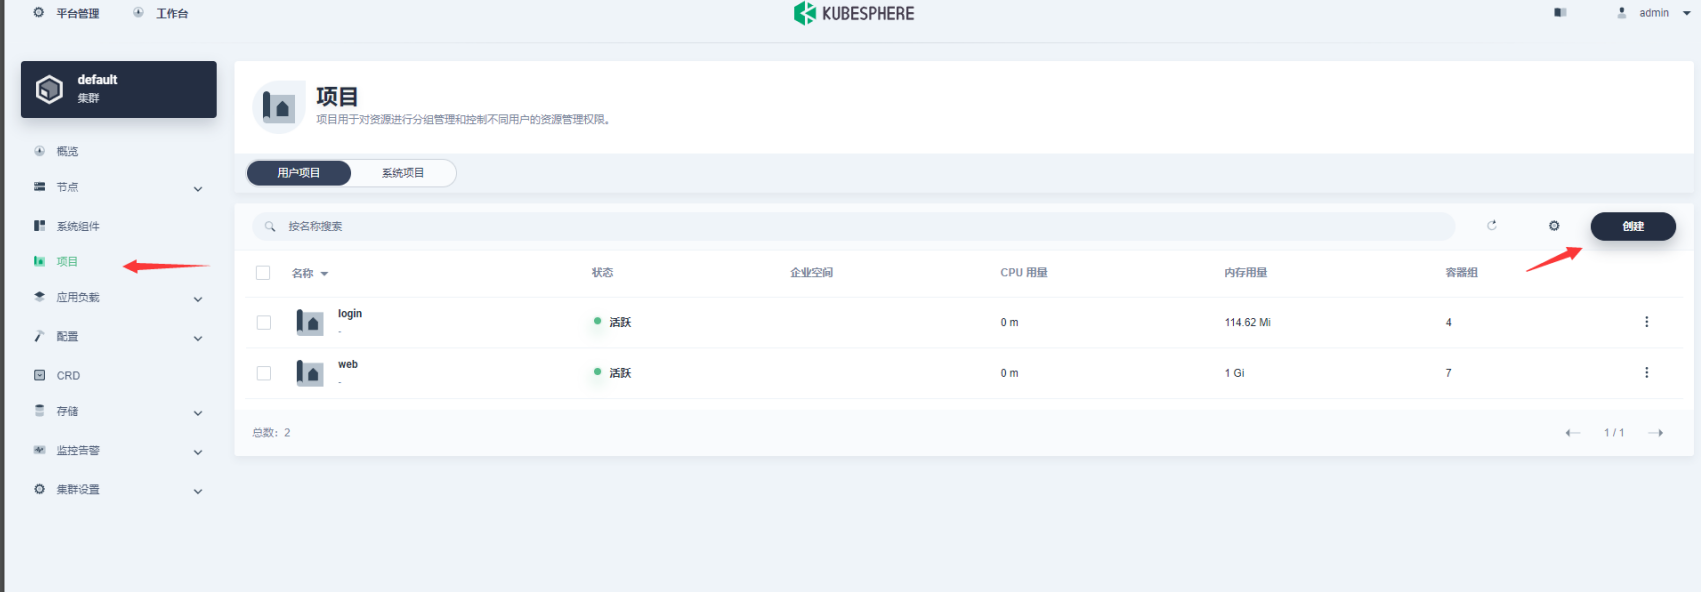 平台管理 工作台 KUBESPHERE admin
default
集群
概览
节点
系统组件
项目
应用负载
配置
CRD
存储
监控告警
集群设置
项目
项目用于对资源进行分组管理和控制不同用户的资源管理权限。
用户项目 系统项目
按名称搜索 创建
名称 状态 企业空间 CPU 用量 内存用量 容器组
login
-
活跃 0 m 114.62 Mi 4
web
-
活跃 0 m 1 Gi 7
总数: 2 1 / 1